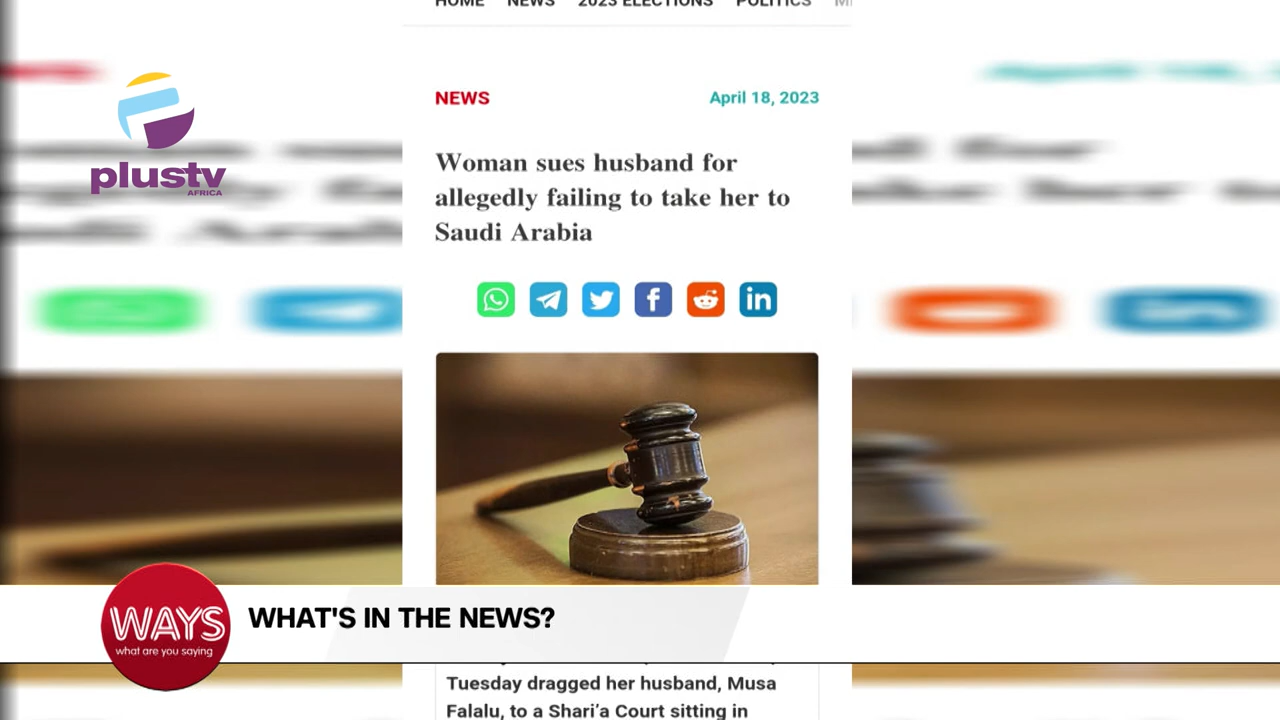 HOME NEWS 2023 ELECTIONS POLITICS
NEWS
April 18, 2023
plustv
AFRICA
Woman sues husband for
allegedly failing to take her to
Saudi Arabia
WAYS
what are you saying
WHAT'S IN THE NEWS?
Tuesday dragged her husband, Musa
Falalu, to a Shari'a Court sitting in